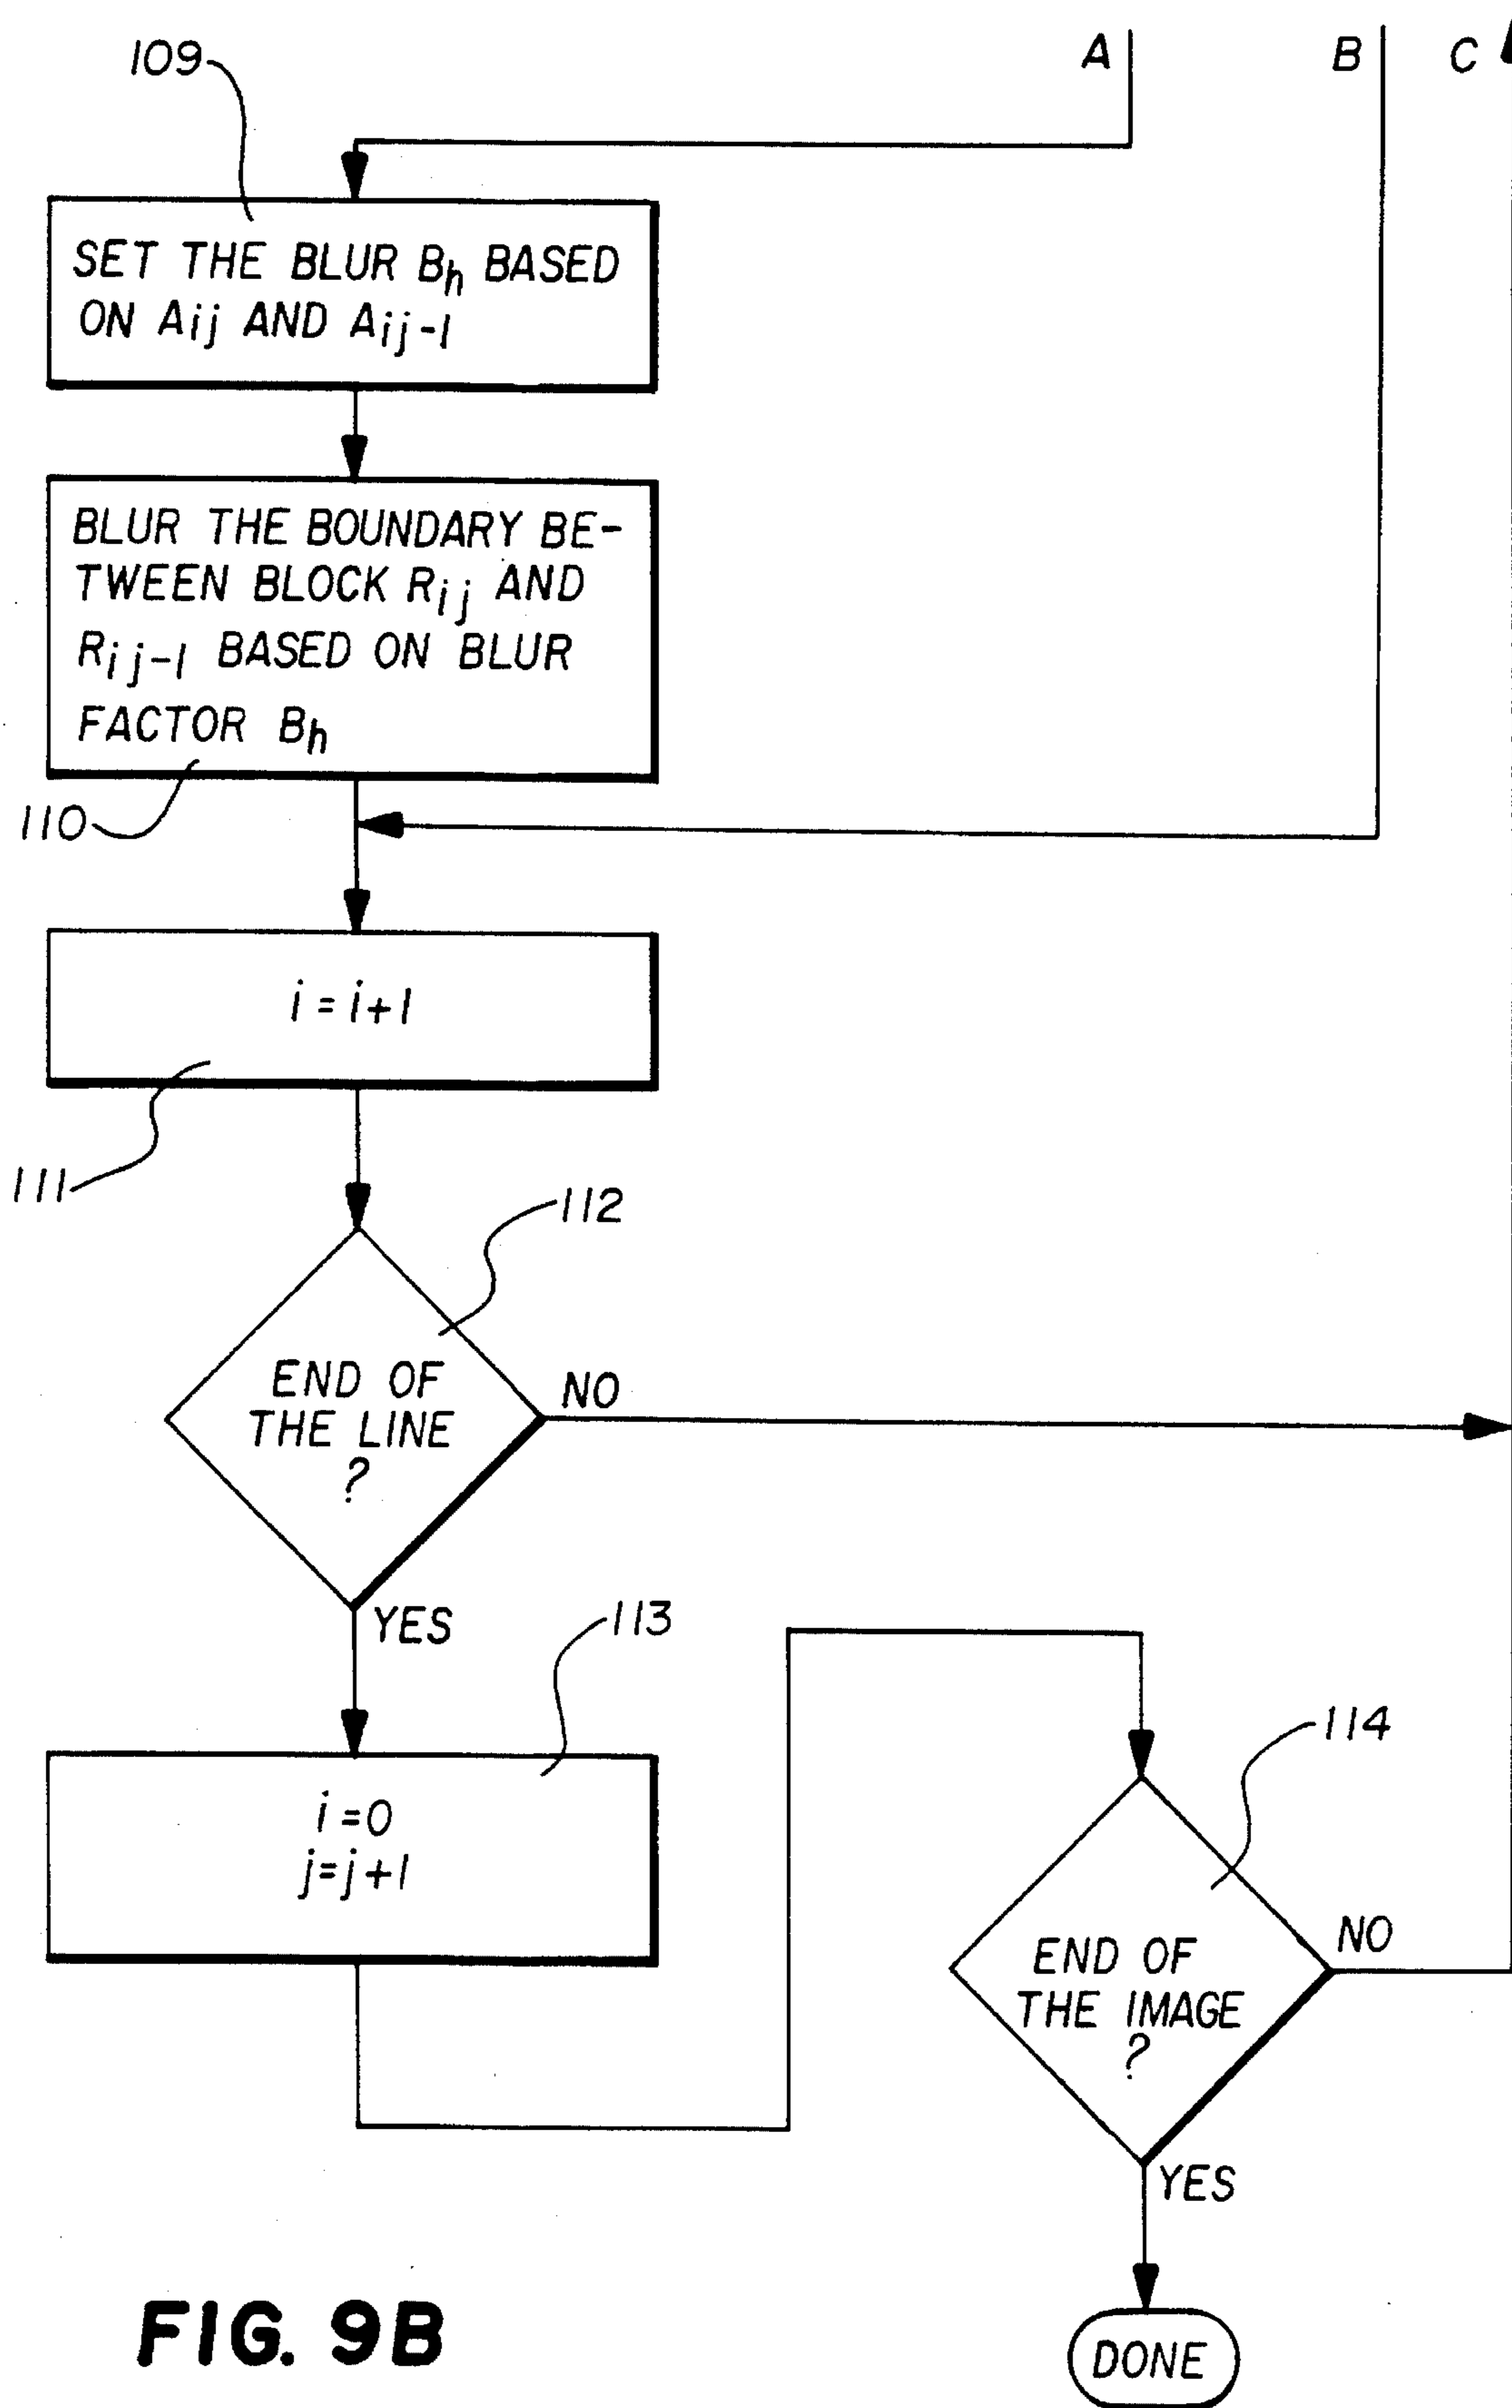 A
B
C
109
SET THE BLUR Bh BASED
ON Aij AND Aij-1
BLUR THE BOUNDARY BE-
TWEEN BLOCK Rij AND
Rij-1 BASED ON BLUR
FACTOR Bh
110
i = i+1
111
112
END OF
THE LINE
?
NO
YES
113
i=0
j=j+1
114
END OF
THE IMAGE
?
NO
YES
DONE
FIG. 9B